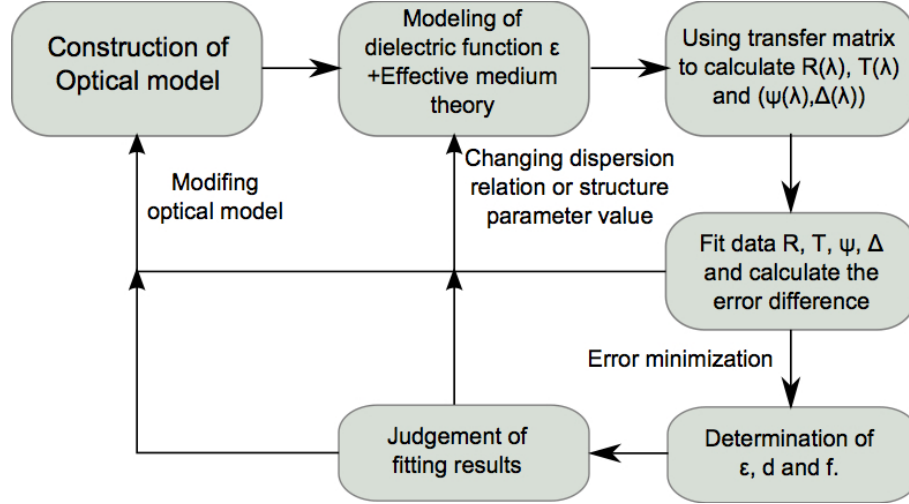 Construction of
Optical model
Modeling of
dielectric function ε
+Effective medium
theory
Using transfer matrix
to calculate R(λ), T(λ)
and (ψ(λ),Δ(λ))
Modifing
optical model
Changing dispersion
relation or structure
parameter value
Fit data R, T, ψ, Δ
and calculate the
error difference
Error minimization
Judgement of
fitting results
Determination of
ε, d and f.